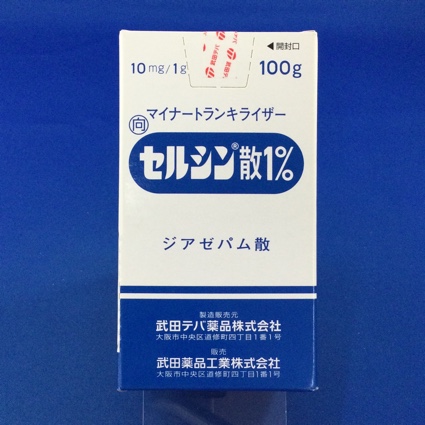 ◀開封口
10mg/1g 100g
マイナートランキライザー
向
セルシン®散1%
ジアゼパム散
製造販売元
武田テバ薬品株式会社
大阪市中央区道修町四丁目1番1号
販売
武田薬品工業株式会社
大阪市中央区道修町四丁目1番1号